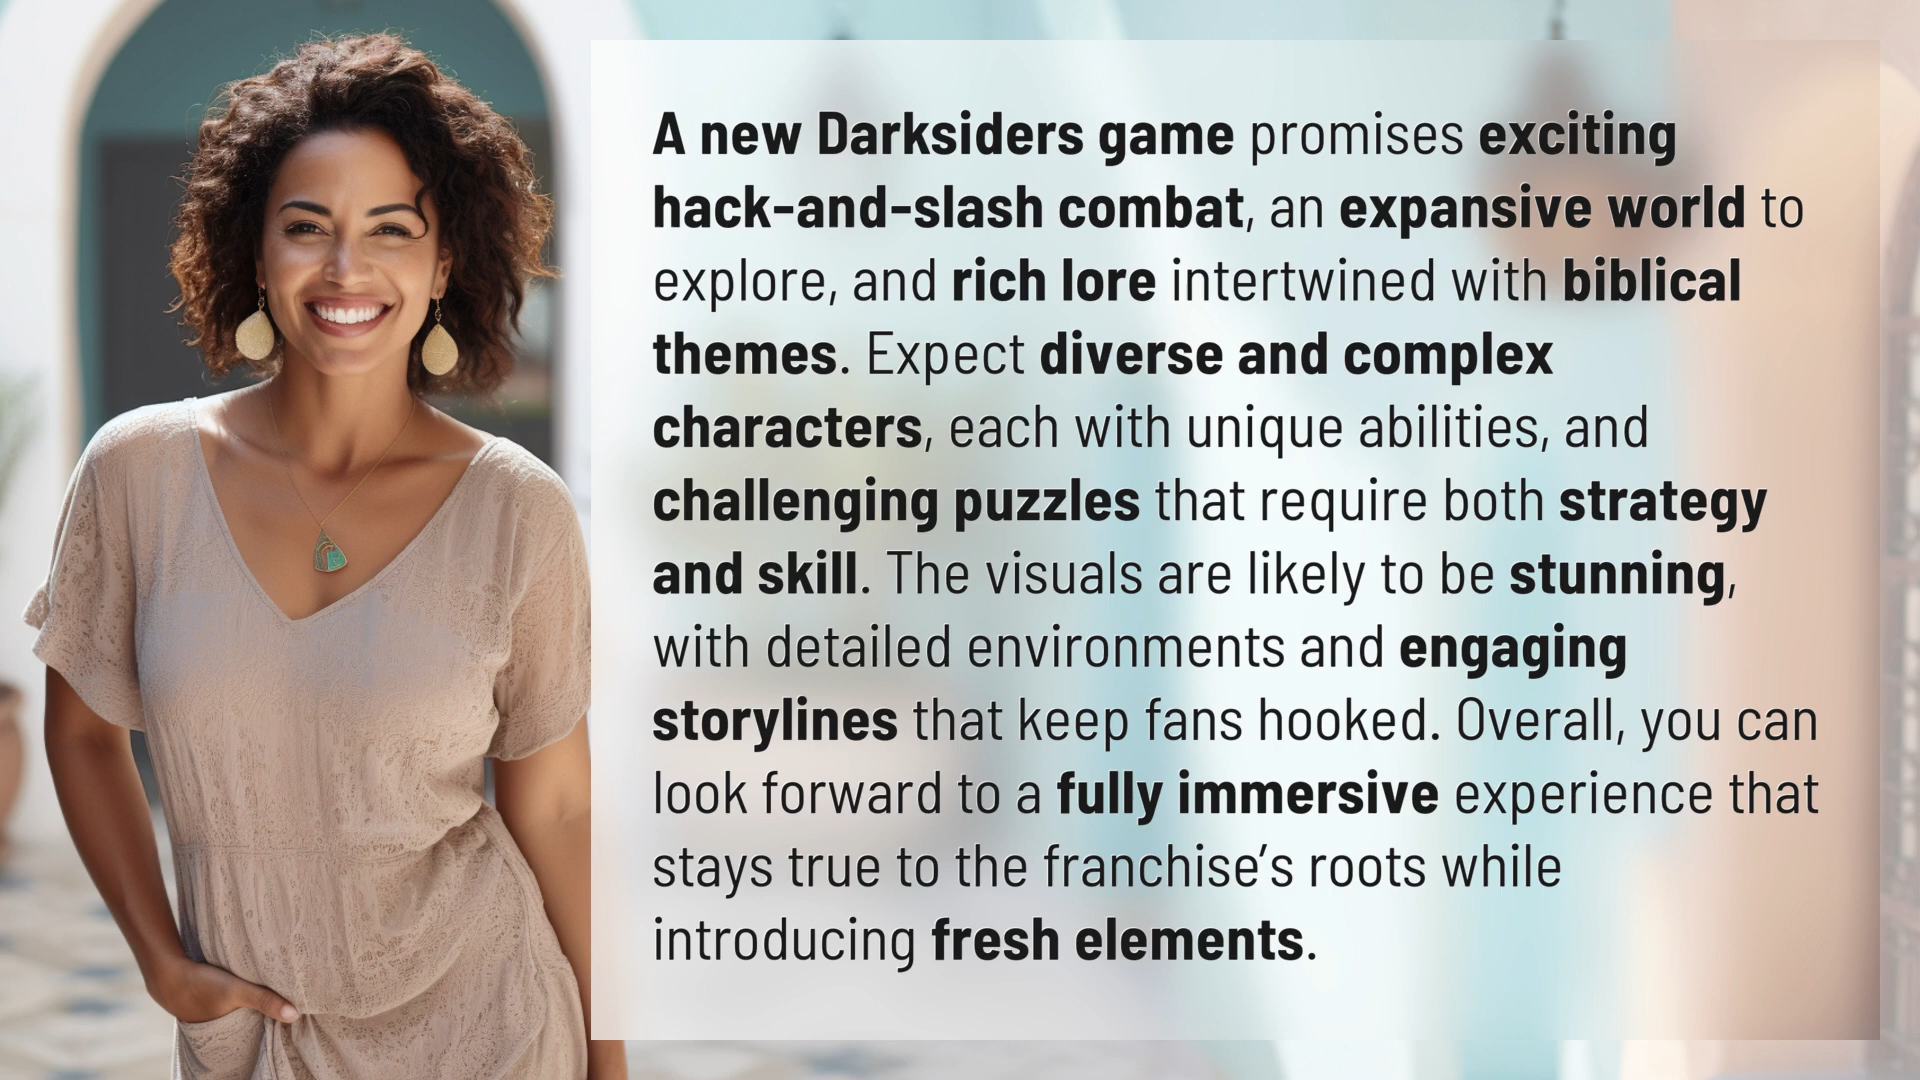 A new Darksiders game promises exciting
hack-and-slash combat, an expansive world to
explore, and rich lore intertwined with biblical
themes. Expect diverse and complex
characters, each with unique abilities, and
challenging puzzles that require both strategy
and skill. The visuals are likely to be stunning,
with detailed environments and engaging
storylines that keep fans hooked. Overall, you can
look forward to a fully immersive experience that
stays true to the franchise’s roots while
introducing fresh elements.